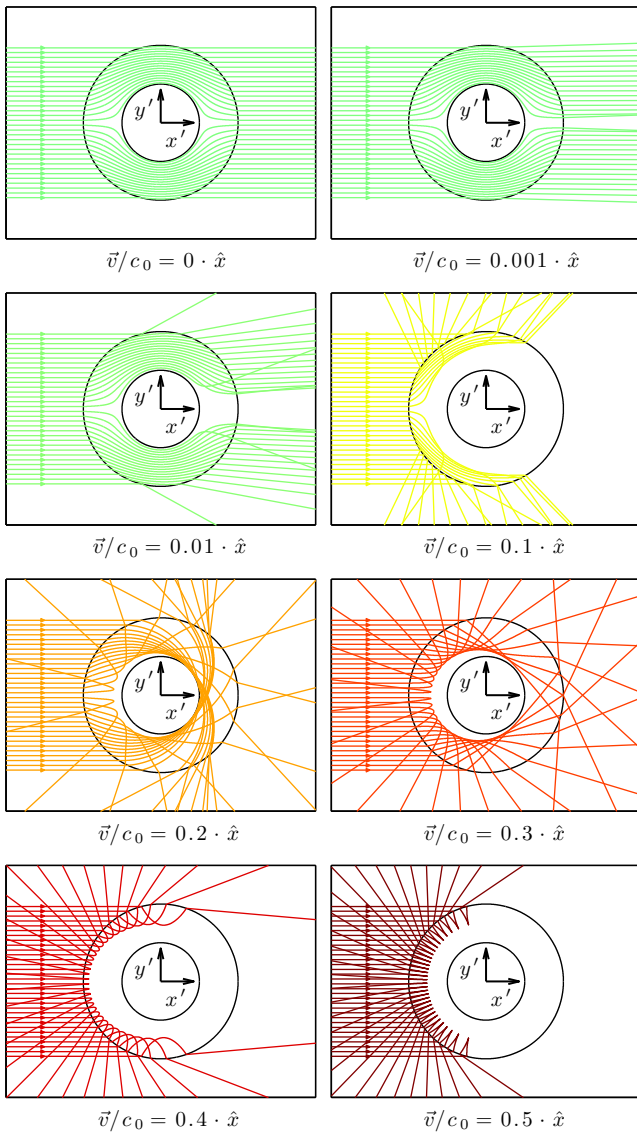 y′ y′
x′ x′
v⃗/c₀ = 0 · x̂ v⃗/c₀ = 0.001 · x̂
y′ y′
x′ x′
v⃗/c₀ = 0.01 · x̂ v⃗/c₀ = 0.1 · x̂
y′ y′
x′ x′
v⃗/c₀ = 0.2 · x̂ v⃗/c₀ = 0.3 · x̂
y′ y′
x′ x′
v⃗/c₀ = 0.4 · x̂ v⃗/c₀ = 0.5 · x̂